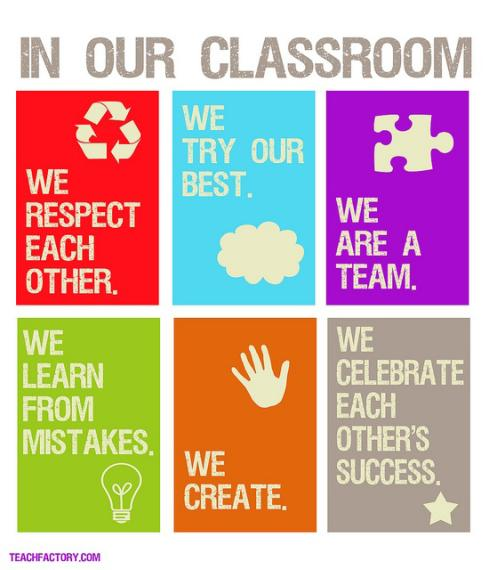 IN OUR CLASSROOM
WE
RESPECT
EACH
OTHER.
WE
TRY OUR
BEST.
WE
ARE A
TEAM.
WE
LEARN
FROM
MISTAKES.
WE
CREATE.
WE
CELEBRATE
EACH
OTHER'S
SUCCESS.
TEACHFACTORY.COM